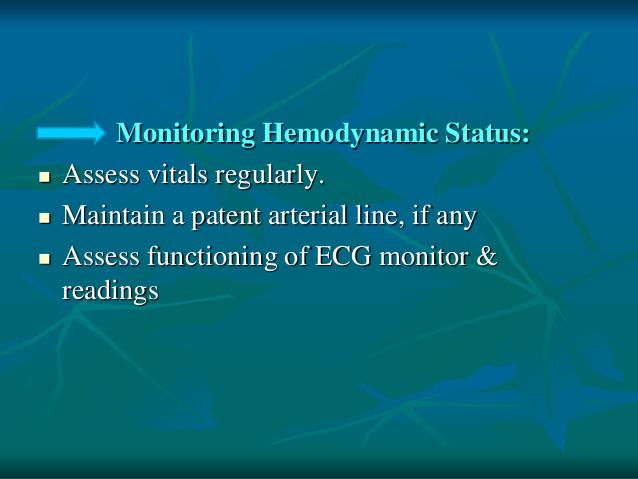 Monitoring Hemodynamic Status:
Assess vitals regularly.
Maintain a patent arterial line, if any
Assess functioning of ECG monitor &
readings